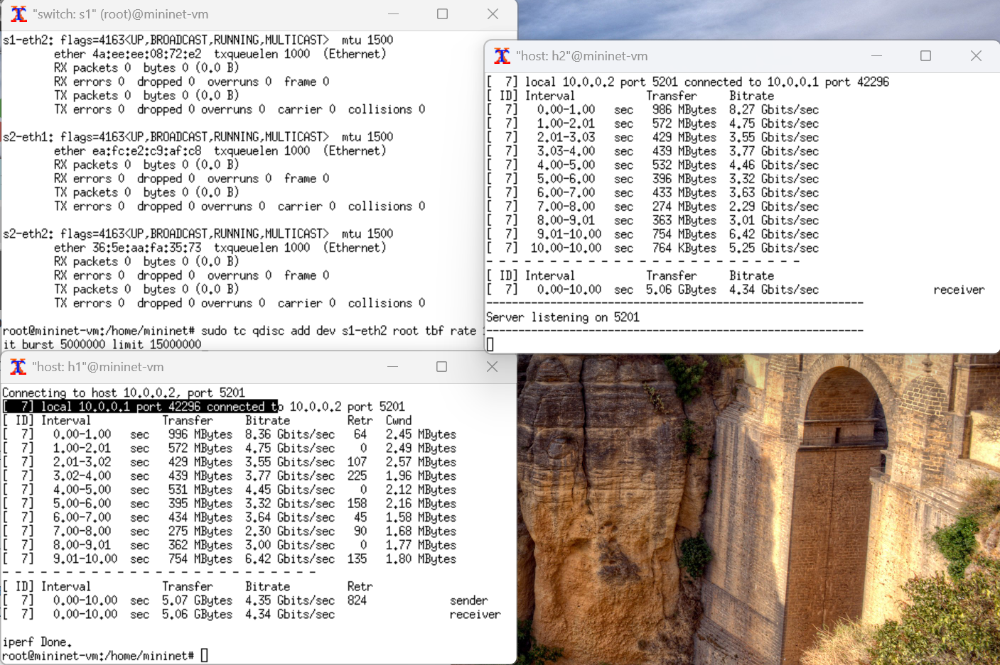 "switch: s1" (root)@mininet-vm
s1-eth2: flags=4163<UP,BROADCAST,RUNNING,MULTICAST>  mtu 1500
        ether 4a:ee:ee:08:72:e2  txqueuelen 1000  (Ethernet)
        RX packets 0  bytes 0 (0.0 B)
        RX errors 0  dropped 0  overruns 0  frame 0
        TX packets 0  bytes 0 (0.0 B)
        TX errors 0  dropped 0 overruns 0  carrier 0  collisions 0
s2-eth1: flags=4163<UP,BROADCAST,RUNNING,MULTICAST>  mtu 1500
        ether ea:fc:e2:c9:af:c8  txqueuelen 1000  (Ethernet)
        RX packets 0  bytes 0 (0.0 B)
        RX errors 0  dropped 0  overruns 0  frame 0
        TX packets 0  bytes 0 (0.0 B)
        TX errors 0  dropped 0 overruns 0  carrier 0  collisions 0
s2-eth2: flags=4163<UP,BROADCAST,RUNNING,MULTICAST>  mtu 1500
        ether 36:5e:aa:fa:35:73  txqueuelen 1000  (Ethernet)
        RX packets 0  bytes 0 (0.0 B)
        RX errors 0  dropped 0  overruns 0  frame 0
        TX packets 0  bytes 0 (0.0 B)
        TX errors 0  dropped 0 overruns 0  carrier 0  collisions 0
root@mininet-vm:/home/mininet# sudo tc qdisc add dev s1-eth2 root tbf rate
it burst 5000000 limit 15000000
"host: h2"@mininet-vm
[  7] local 10.0.0.2 port 5201 connected to 10.0.0.1 port 42296
[ ID] Interval           Transfer     Bitrate
[  7]   0.00-1.00   sec   986 MBytes  8.27 Gbits/sec
[  7]   1.00-2.01   sec   572 MBytes  4.75 Gbits/sec
[  7]   2.01-3.03   sec   429 MBytes  3.55 Gbits/sec
[  7]   3.03-4.00   sec   439 MBytes  3.77 Gbits/sec
[  7]   4.00-5.00   sec   532 MBytes  4.46 Gbits/sec
[  7]   5.00-6.00   sec   396 MBytes  3.32 Gbits/sec
[  7]   6.00-7.00   sec   433 MBytes  3.63 Gbits/sec
[  7]   7.00-8.00   sec   274 MBytes  2.29 Gbits/sec
[  7]   8.00-9.01   sec   363 MBytes  3.01 Gbits/sec
[  7]   9.01-10.00  sec   754 MBytes  6.42 Gbits/sec
[  7]  10.00-10.00  sec   764 KBytes  5.25 Gbits/sec
- - - - - - - - - - - - - - - - - - - - - - - - -
[ ID] Interval           Transfer     Bitrate
[  7]   0.00-10.00  sec  5.06 GBytes  4.34 Gbits/sec                  receiver
-----------------------------------------------------------
Server listening on 5201
-----------------------------------------------------------
"host: h1"@mininet-vm
Connecting to host 10.0.0.2, port 5201
[  7] local 10.0.0.1 port 42296 connected to 10.0.0.2 port 5201
[ ID] Interval           Transfer     Bitrate         Retr  Cwnd
[  7]   0.00-1.00   sec   996 MBytes  8.36 Gbits/sec   64   2.45 MBytes
[  7]   1.00-2.01   sec   572 MBytes  4.75 Gbits/sec    0   2.49 MBytes
[  7]   2.01-3.02   sec   429 MBytes  3.55 Gbits/sec  107   2.57 MBytes
[  7]   3.02-4.00   sec   439 MBytes  3.77 Gbits/sec  225   1.96 MBytes
[  7]   4.00-5.00   sec   531 MBytes  4.45 Gbits/sec    0   2.12 MBytes
[  7]   5.00-6.00   sec   395 MBytes  3.32 Gbits/sec  158   2.16 MBytes
[  7]   6.00-7.00   sec   434 MBytes  3.64 Gbits/sec   45   1.58 MBytes
[  7]   7.00-8.00   sec   275 MBytes  2.30 Gbits/sec   90   1.68 MBytes
[  7]   8.00-9.01   sec   362 MBytes  3.00 Gbits/sec    0   1.77 MBytes
[  7]   9.01-10.00  sec   754 MBytes  6.42 Gbits/sec  135   1.80 MBytes
- - - - - - - - - - - - - - - - - - - - - - - - -
[ ID] Interval           Transfer     Bitrate         Retr
[  7]   0.00-10.00  sec  5.07 GBytes  4.35 Gbits/sec  824             sender
[  7]   0.00-10.00  sec  5.06 GBytes  4.34 Gbits/sec                  receiver
iperf Done.
root@mininet-vm:/home/mininet#